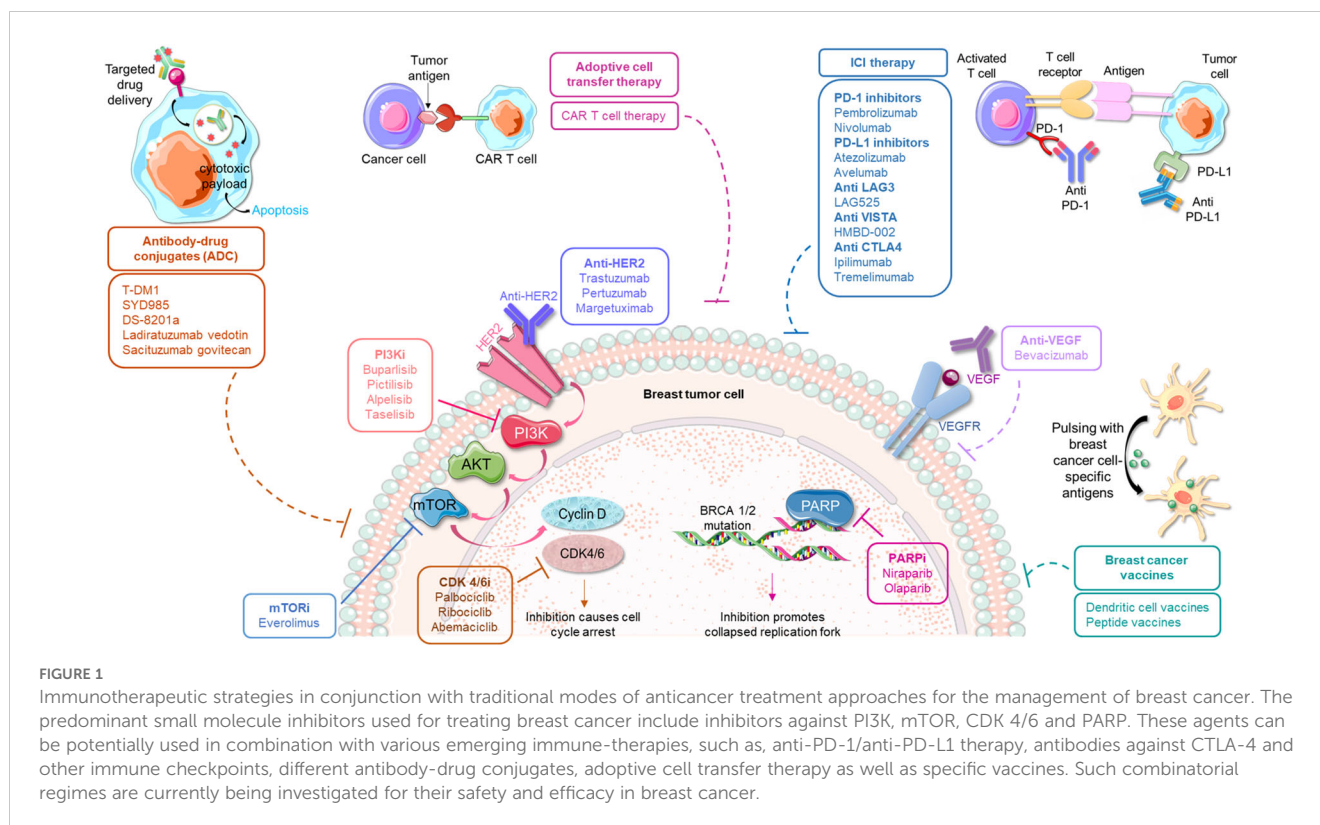 Targeted
drug
delivery
cytotoxic
payload
Apoptosis
Antibody-drug
conjugates (ADC)
T-DM1
SYD985
DS-8201a
Ladiratuzumab vedotin
Sacituzumab govitecan
Tumor
antigen
Cancer cell
CAR T cell
Adoptive cell
transfer therapy
CAR T cell therapy
ICI therapy
PD-1 inhibitors
Pembrolizumab
Nivolumab
PD-L1 inhibitors
Atezolizumab
Avelumab
Anti LAG3
LAG525
Anti VISTA
HMBD-002
Anti CTLA4
Ipilimumab
Tremelimumab
Activated
T cell
T cell
receptor
Antigen
Tumor
cell
PD-1
Anti
PD-1
PD-L1
Anti
PD-L1
Anti-HER2
Trastuzumab
Pertuzumab
Margetuximab
Anti-HER2
HER2
PI3Ki
Buparlisib
Pictilisib
Alpelisib
Taselisib
Breast tumor cell
PI3K
AKT
mTOR
Cyclin D
CDK4/6
mTORi
Everolimus
CDK 4/6i
Palbociclib
Ribociclib
Abemaciclib
Inhibition causes cell
cycle arrest
BRCA 1/2
mutation
PARP
PARPi
Niraparib
Olaparib
Inhibition promotes
collapsed replication fork
VEGF
VEGFR
Anti-VEGF
Bevacizumab
Pulsing with
breast
cancer cell-
specific
antigens
Breast cancer
vaccines
Dendritic cell vaccines
Peptide vaccines
FIGURE 1
Immunotherapeutic strategies in conjunction with traditional modes of anticancer treatment approaches for the management of breast cancer. The
predominant small molecule inhibitors used for treating breast cancer include inhibitors against PI3K, mTOR, CDK 4/6 and PARP. These agents can
be potentially used in combination with various emerging immune-therapies, such as, anti-PD-1/anti-PD-L1 therapy, antibodies against CTLA-4 and
other immune checkpoints, different antibody-drug conjugates, adoptive cell transfer therapy as well as specific vaccines. Such combinatorial
regimes are currently being investigated for their safety and efficacy in breast cancer.